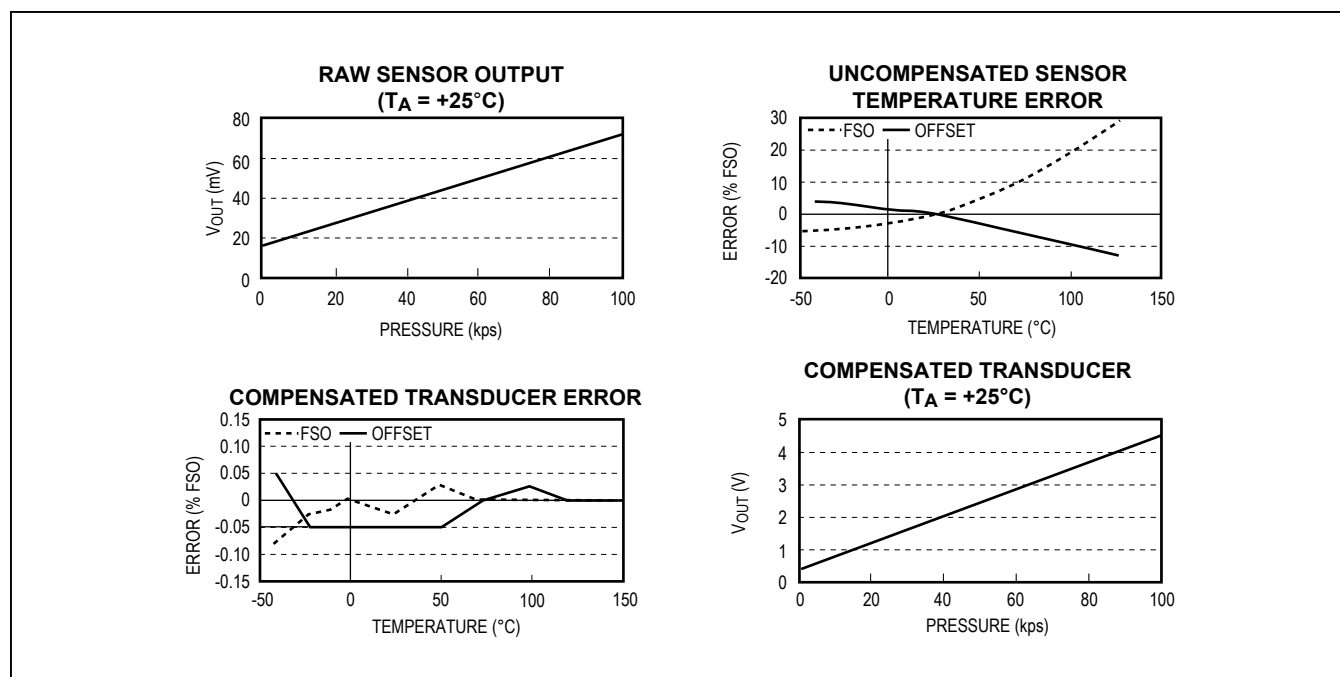 RAW SENSOR OUTPUT
(TA = +25°C)
80
60
40
20
0
VOUT (mV)
0 20 40 60 80 100
PRESSURE (kps)
UNCOMPENSATED SENSOR
TEMPERATURE ERROR
30
20
10
0
-10
-20
ERROR (% FSO)
FSO OFFSET
-50 0 50 100 150
TEMPERATURE (°C)
COMPENSATED TRANSDUCER ERROR
0.15
0.10
0.05
0
-0.05
-0.10
-0.15
ERROR (% FSO)
FSO OFFSET
-50 0 50 100 150
TEMPERATURE (°C)
COMPENSATED TRANSDUCER
(TA = +25°C)
5
4
3
2
1
0
VOUT (V)
0 20 40 60 80 100
PRESSURE (kps)